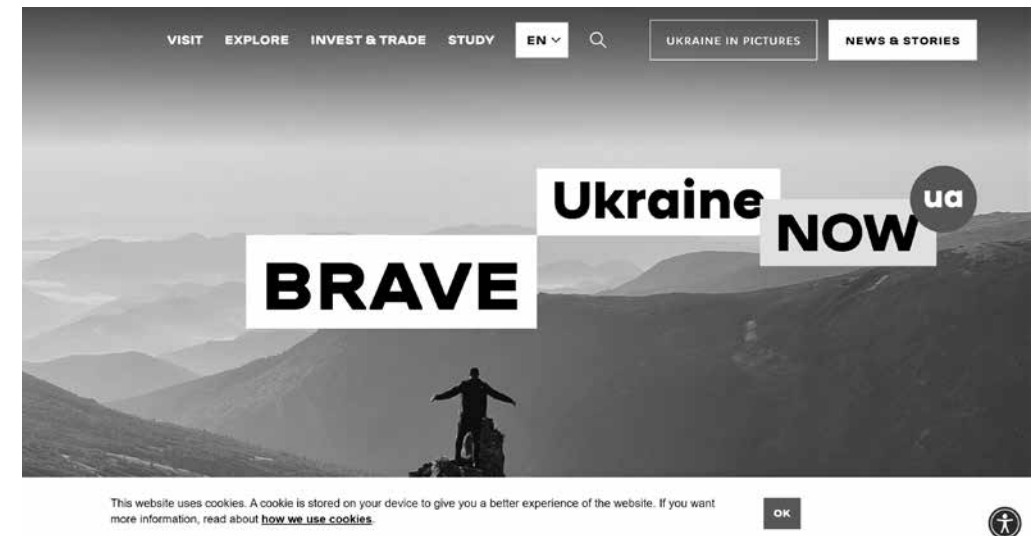 VISIT EXPLORE INVEST & TRADE STUDY EN UKRAINE IN PICTURES NEWS & STORIES
Ukraine
ua
NOW
BRAVE
This website uses cookies. A cookie is stored on your device to give you a better experience of the website. If you want
more information, read about how we use cookies.
OK